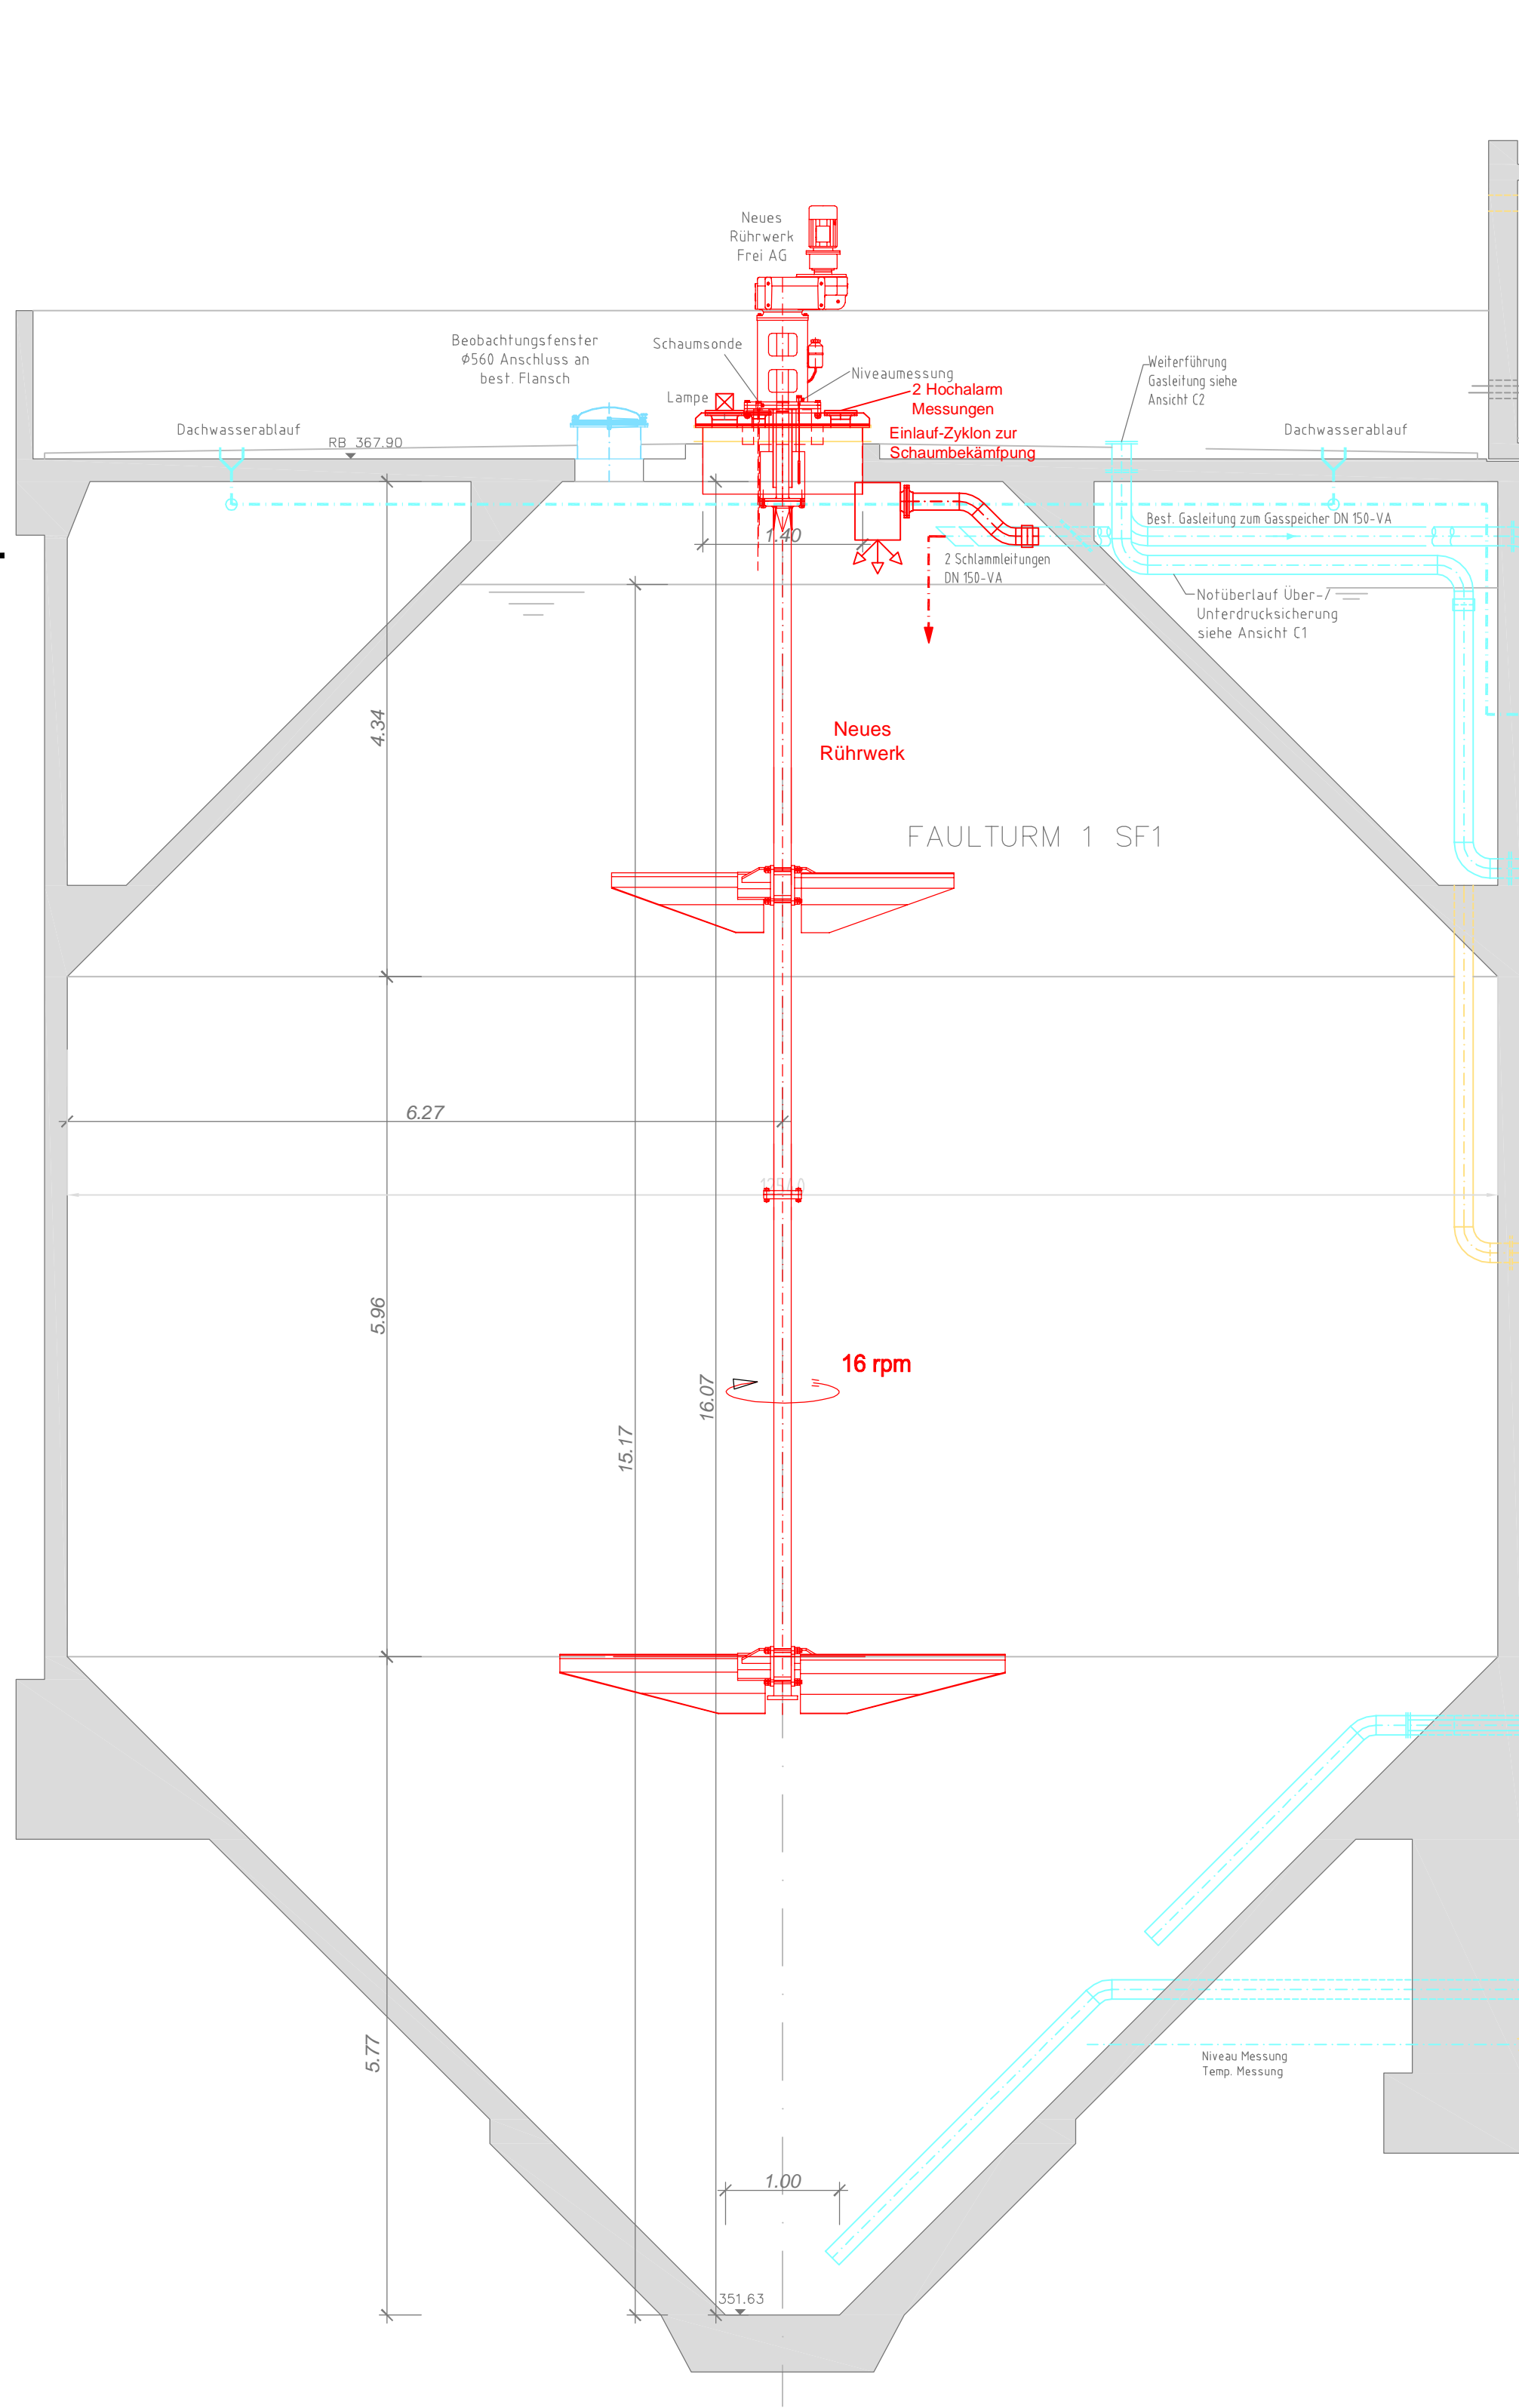 Neues
Rührwerk
Frei AG
Beobachtungsfenster
ø560 Anschluss an
best. Flansch
Schaumsonde
Niveaumessung
Lampe
2 Hochalarm
Messungen
Weiterführung
Gasleitung siehe
Ansicht C2
Dachwasserablauf
RB 367.90
Einlauf-Zyklon zur
Schaumbekämfpung
Dachwasserablauf
Best. Gasleitung zum Gasspeicher DN 150-VA
1.40
2 Schlammleitungen
DN 150-VA
Notüberlauf Über-/
Unterdrucksicherung
siehe Ansicht C1
4.34
Neues
Rührwerk
FAULTURM 1 SF1
6.27
5.96
16 rpm
16.07
15.17
5.77
Niveau Messung
Temp. Messung
1.00
351.63